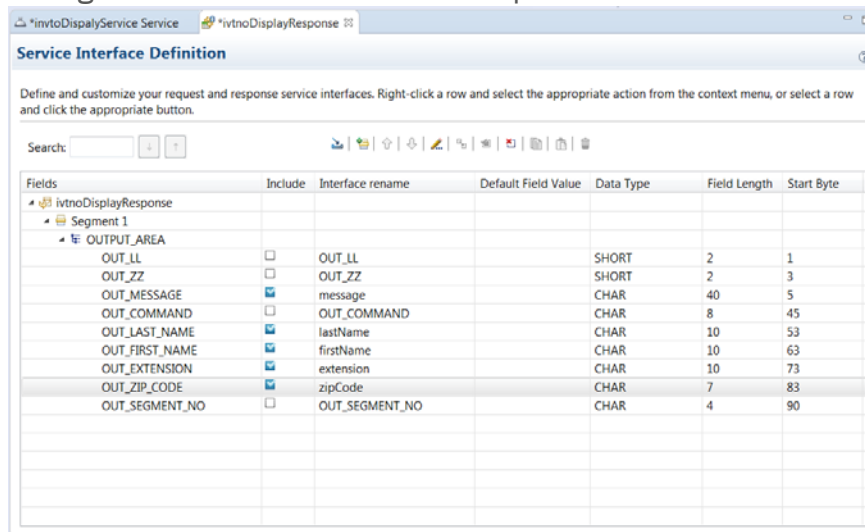 *invtoDispalyService Service *ivtnoDisplayResponse
Service Interface Definition
Define and customize your request and response service interfaces. Right-click a row and select the appropriate action from the context menu, or select a row
and click the appropriate button.
Search:
Fields Include Interface rename Default Field Value Data Type Field Length Start Byte
ivtnoDisplayResponse
Segment 1
OUTPUT_AREA
OUT_LL OUT_LL SHORT 2 1
OUT_ZZ OUT_ZZ SHORT 2 3
OUT_MESSAGE message CHAR 40 5
OUT_COMMAND OUT_COMMAND CHAR 8 45
OUT_LAST_NAME lastName CHAR 10 53
OUT_FIRST_NAME firstName CHAR 10 63
OUT_EXTENSION extension CHAR 10 73
OUT_ZIP_CODE zipCode CHAR 7 83
OUT_SEGMENT_NO OUT_SEGMENT_NO CHAR 4 90